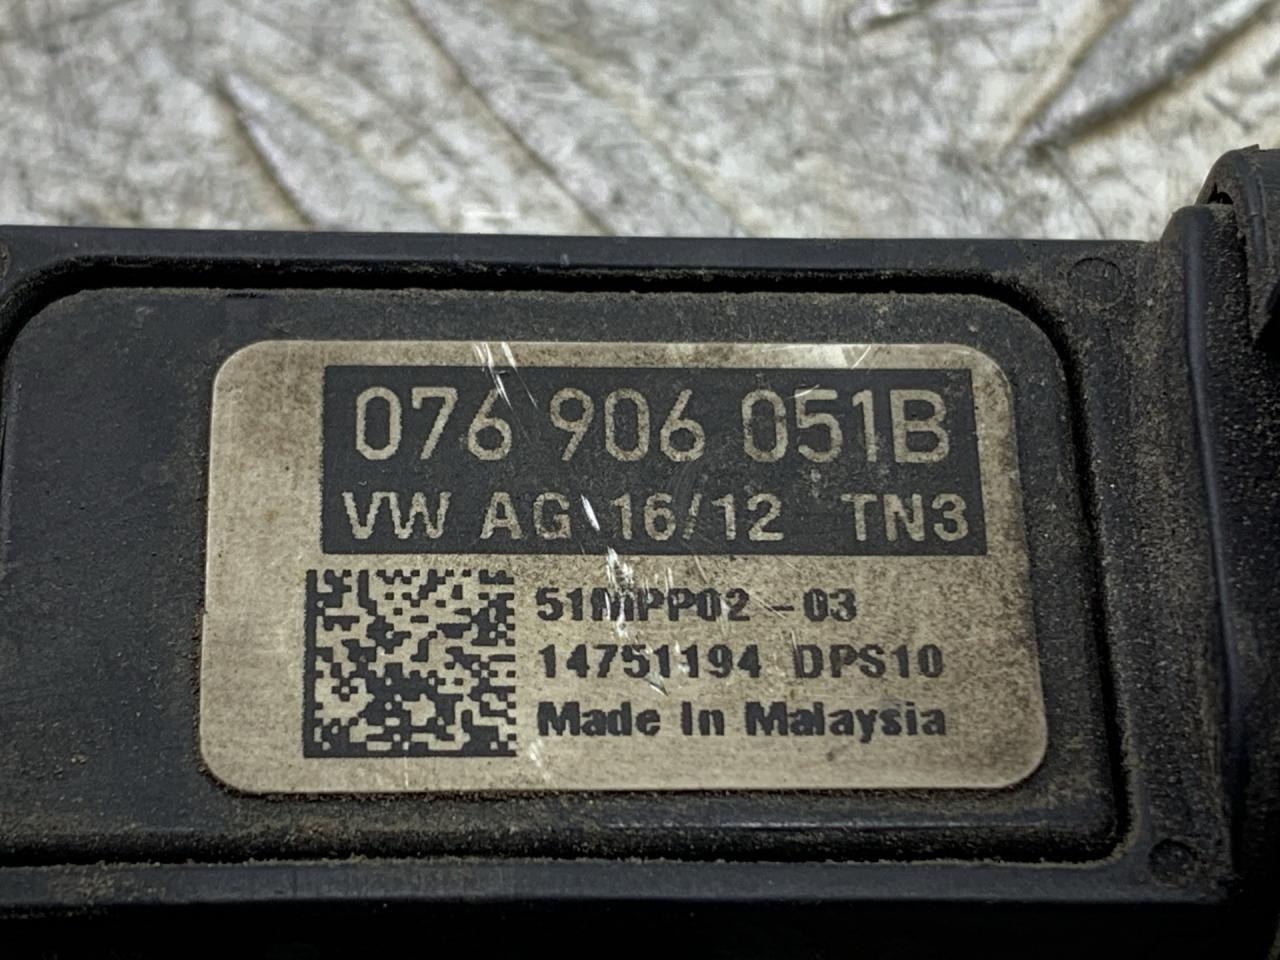 076 906 051B
VW AG 16/12 TN3
51MPP02-03
14751194 DPS10
Made In Malaysia